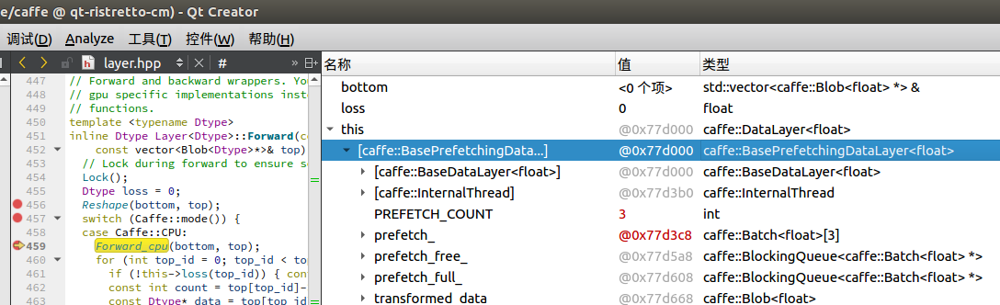 e/caffe @ qt-ristretto-cm) - Qt Creator
调试(D) Analyze 工具(T) 控件(W) 帮助(H)
layer.hpp # »
447 // Forward and backward wrappers. Yo
448 // gpu specific implementations inst
449 // functions.
450 template <typename Dtype>
451 inline Dtype Layer<Dtype>::Forward(co
452 const vector<Blob<Dtype>*>& top)
453 // Lock during forward to ensure s
454 Lock();
455 Dtype loss = 0;
456 Reshape(bottom, top);
457 switch (Caffe::mode()) {
458 case Caffe::CPU:
459 Forward_cpu(bottom, top);
460 for (int top_id = 0; top_id < to
461 if (!this->loss(top_id)) { con
462 const int count = top[top_id]-
463 const Dtype* data = top[top_id
名称 值 类型
bottom <0 个项> std::vector<caffe::Blob<float> *> &
loss 0 float
this @0x77d000 caffe::DataLayer<float>
[caffe::BasePrefetchingData...] @0x77d000 caffe::BasePrefetchingDataLayer<float>
[caffe::BaseDataLayer<float>] @0x77d000 caffe::BaseDataLayer<float>
[caffe::InternalThread] @0x77d3b0 caffe::InternalThread
PREFETCH_COUNT 3 int
prefetch_ @0x77d3c8 caffe::Batch<float>[3]
prefetch_free_ @0x77d5a8 caffe::BlockingQueue<caffe::Batch<float> *>
prefetch_full_ @0x77d608 caffe::BlockingQueue<caffe::Batch<float> *>
transformed_data @0x77d668 caffe::Blob<float>